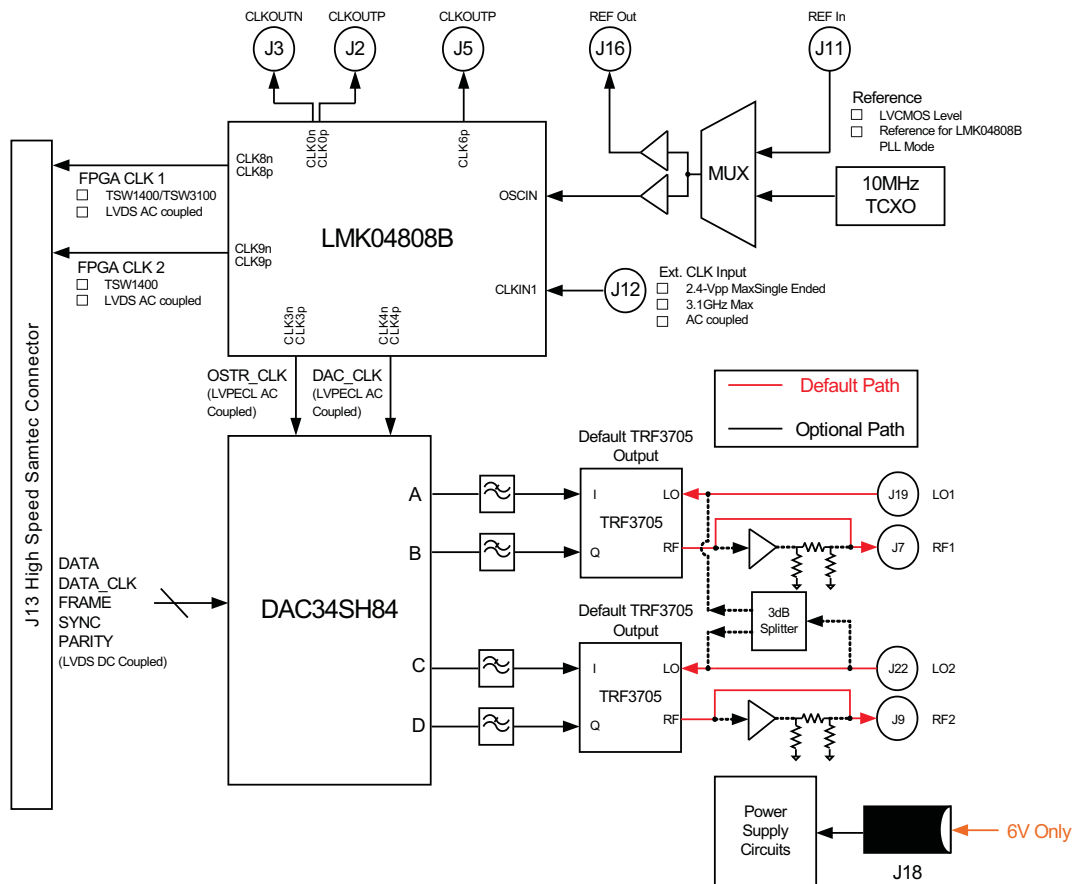 CLKOUTN
CLKOUTP
CLKOUTP
REF Out
REF In
J3
J2
J5
J16
J11
CLK0n
CLK0p
CLK6p
Reference
LVCMOS Level
Reference for LMK04808B
PLL Mode
MUX
10MHz
TCXO
CLK8n
CLK8p
FPGA CLK 1
TSW1400/TSW3100
LVDS AC coupled
OSCIN
LMK04808B
CLK9n
CLK9p
FPGA CLK 2
TSW1400
LVDS AC coupled
CLKIN1
J12
Ext. CLK Input
2.4-Vpp MaxSingle Ended
3.1GHz Max
AC coupled
CLK3n
CLK3p
CLK4n
CLK4p
OSTR_CLK
(LVPECL AC
Coupled)
DAC_CLK
(LVPECL AC
Coupled)
Default Path
Optional Path
J13 High Speed Samtec Connector
DATA
DATA_CLK
FRAME
SYNC
PARITY
(LVDS DC Coupled)
DAC34SH84
A
B
C
D
Default TRF3705
Output
I
LO
TRF3705
Q
RF
J19
LO1
J7
RF1
3dB
Splitter
Default TRF3705
Output
I
LO
TRF3705
Q
RF
J22
LO2
J9
RF2
Power
Supply
Circuits
6V Only
J18